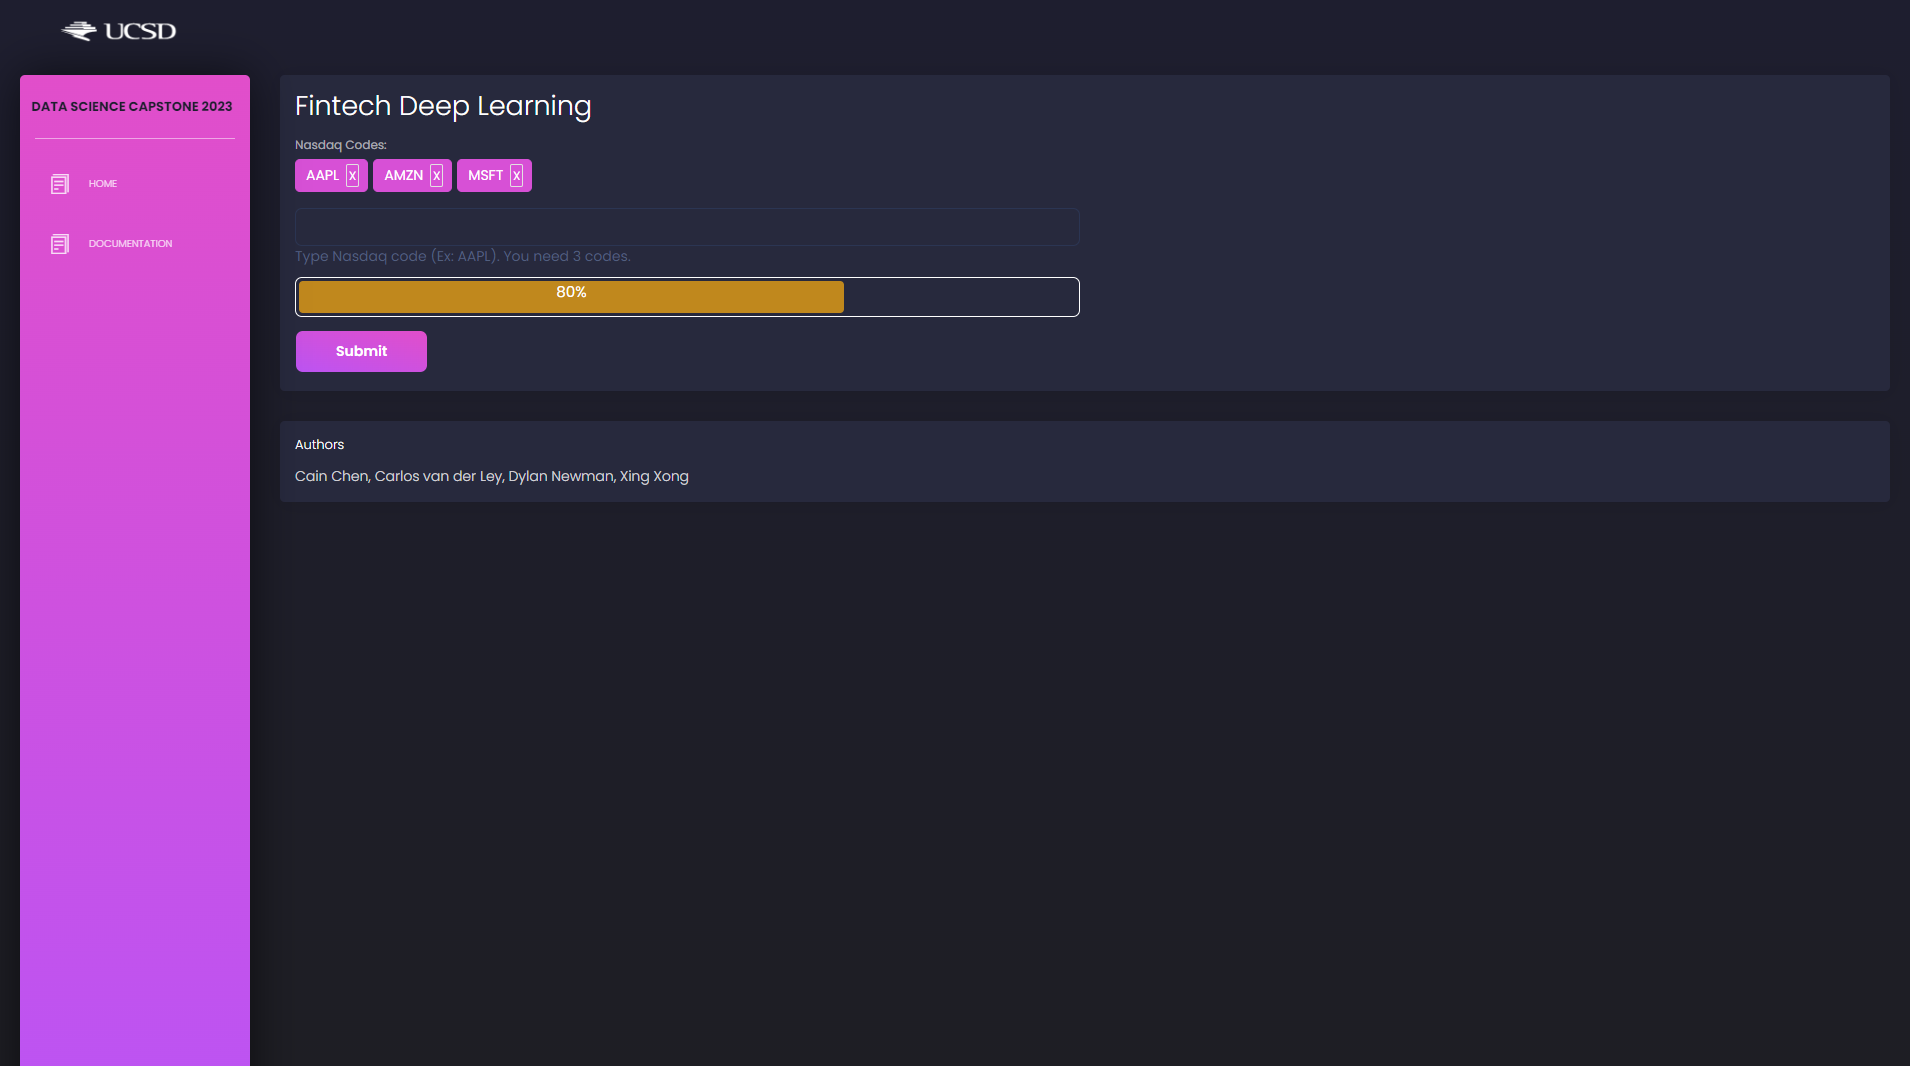 UCSD
DATA SCIENCE CAPSTONE 2023
HOME
DOCUMENTATION
Fintech Deep Learning
Nasdaq Codes:
AAPL X AMZN X MSFT X
Type Nasdaq code (Ex: AAPL). You need 3 codes.
80%
Submit
Authors
Cain Chen, Carlos van der Ley, Dylan Newman, Xing Xong